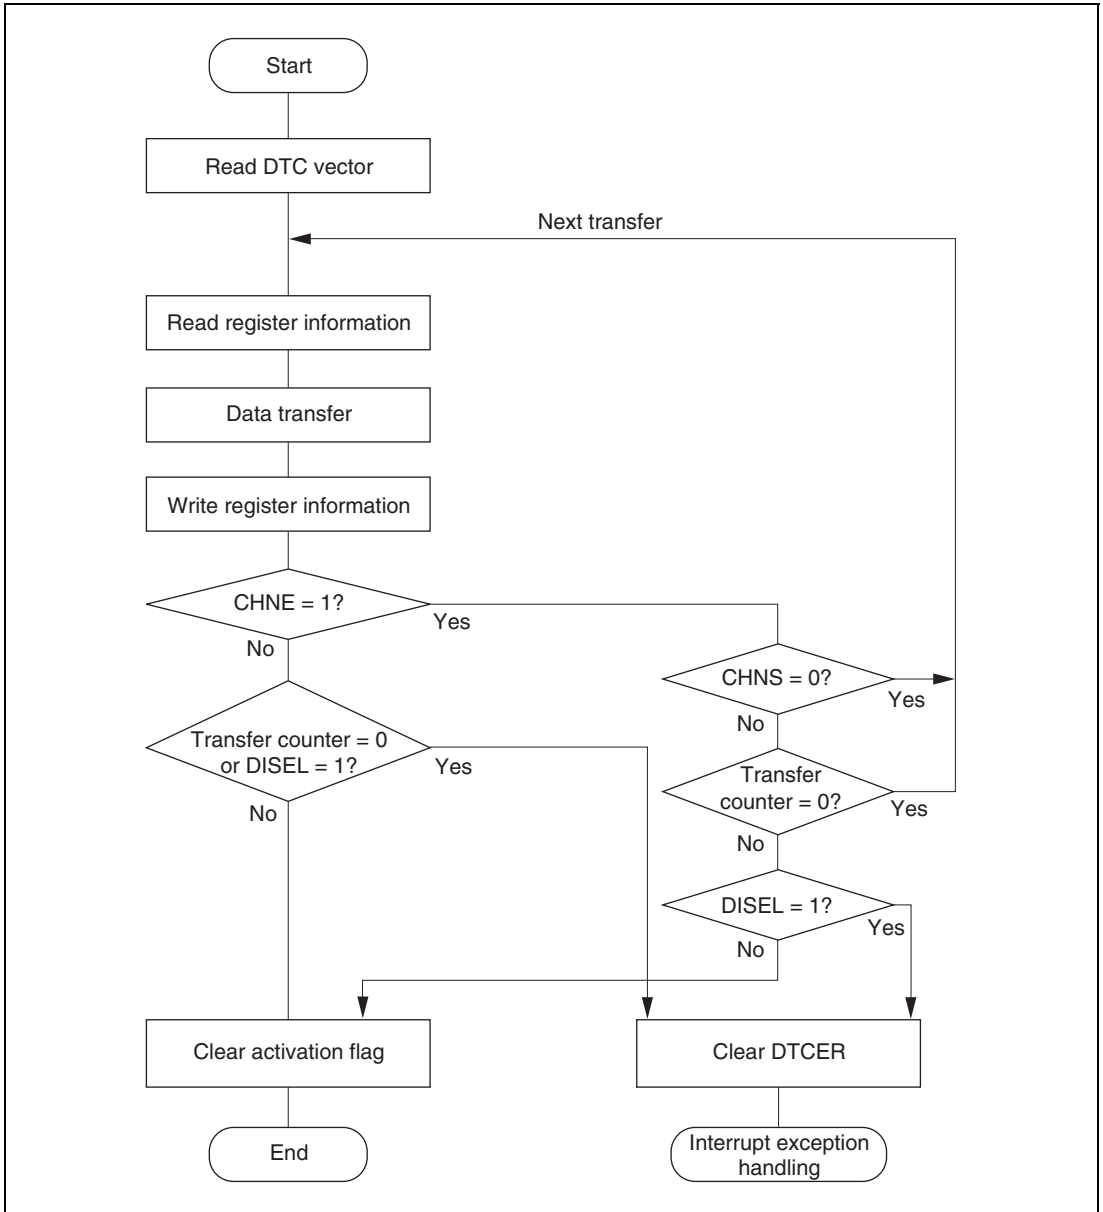 Start
Read DTC vector
Next transfer
Read register information
Data transfer
Write register information
CHNE = 1?
Yes
No
CHNS = 0?
Yes
No
Transfer counter = 0
or DISEL = 1?
Yes
No
Transfer
counter = 0?
Yes
No
DISEL = 1?
Yes
No
Clear activation flag
Clear DTCER
End
Interrupt exception
handling